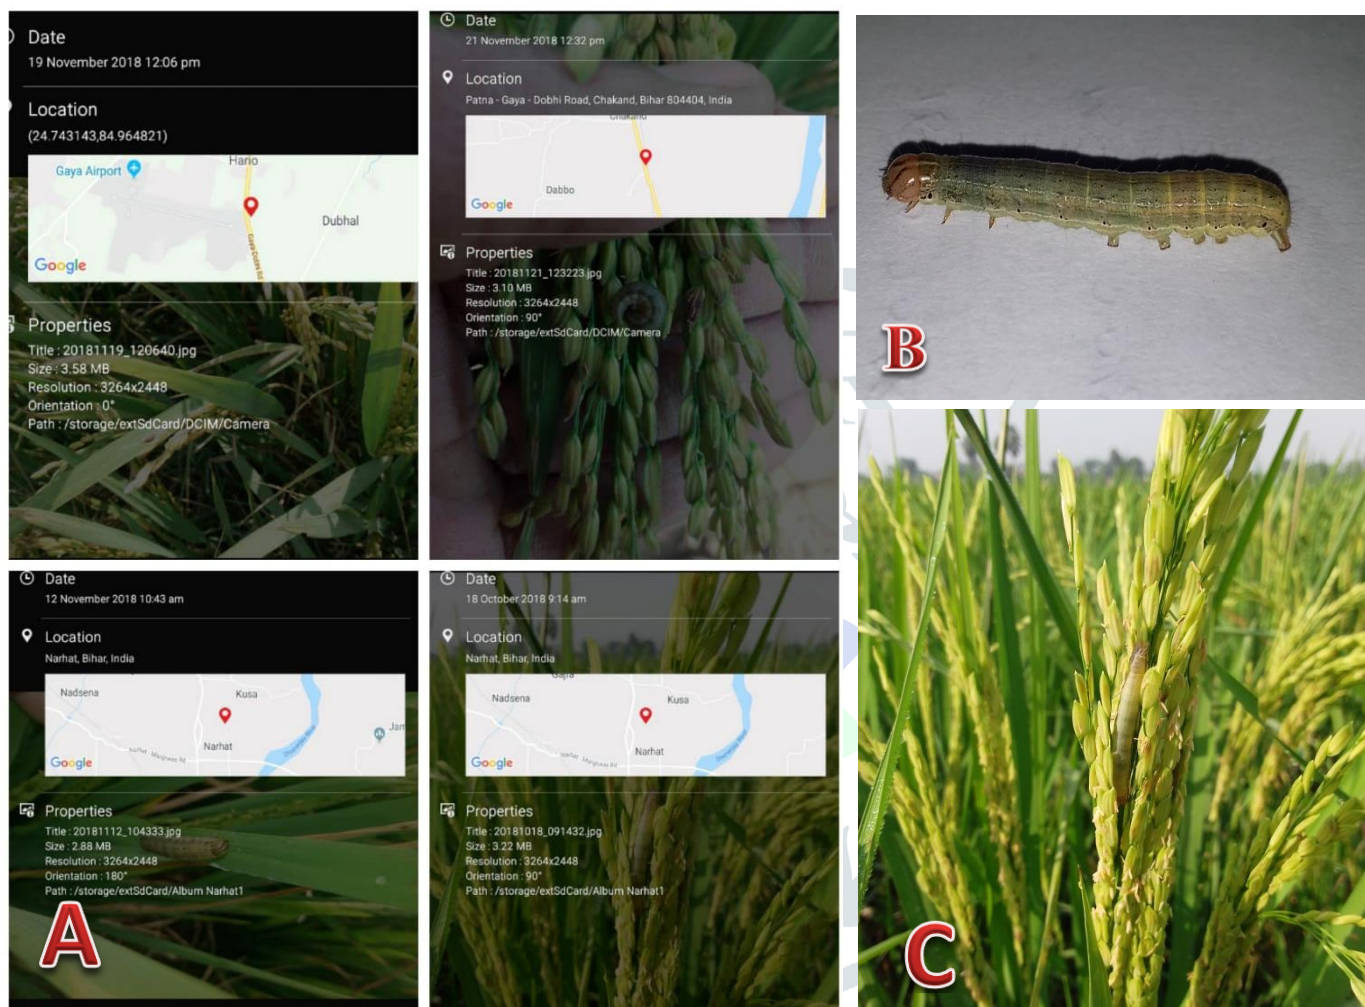 Date
19 November 2018 12:06 pm
Location
(24.743143,84.964821)
Gaya Airport
Hario
Dubhal
Gaya-Dobhi Rd
Google
Properties
Title : 20181119_120640.jpg
Size : 3.58 MB
Resolution : 3264x2448
Orientation : 0°
Path : /storage/extSdCard/DCIM/Camera
Date
21 November 2018 12:32 pm
Location
Patna - Gaya - Dobhi Road, Chakand, Bihar 804404, India
Chakand
Dabbo
Google
Properties
Title : 20181121_123223.jpg
Size : 3.10 MB
Resolution : 3264x2448
Orientation : 90°
Path : /storage/extSdCard/DCIM/Camera
B
Date
12 November 2018 10:43 am
Location
Narhat, Bihar, India
Nadsena
Kusa
Jam
Narhat
Google
Properties
Title : 20181112_104333.jpg
Size : 2.88 MB
Resolution : 3264x2448
Orientation : 180°
Path : /storage/extSdCard/Album Narhat1
A
Date
18 October 2018 9:14 am
Location
Narhat, Bihar, India
Nadsena
Kusa
Narhat
Google
Properties
Title : 20181018_091432.jpg
Size : 3.22 MB
Resolution : 3264x2448
Orientation : 90°
Path : /storage/extSdCard/Album Narhat1
C